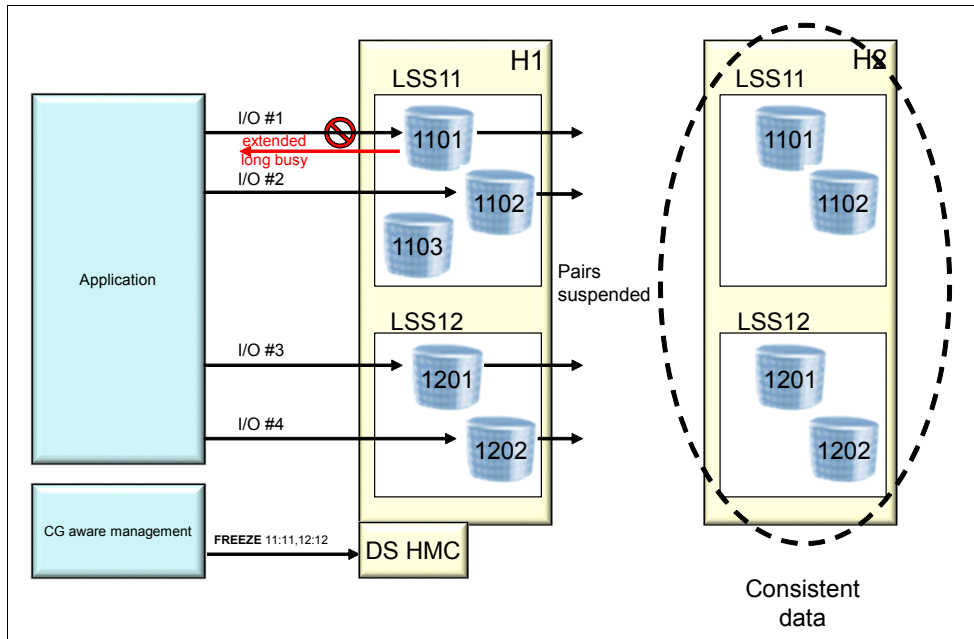 H1
H2
LSS11
LSS11
I/O #1
extended
long busy
1101
1101
I/O #2
1102
1102
1103
Application
Pairs
suspended
LSS12
LSS12
I/O #3
1201
1201
I/O #4
1202
1202
CG aware management
FREEZE 11:11,12:12
DS HMC
Consistent
data